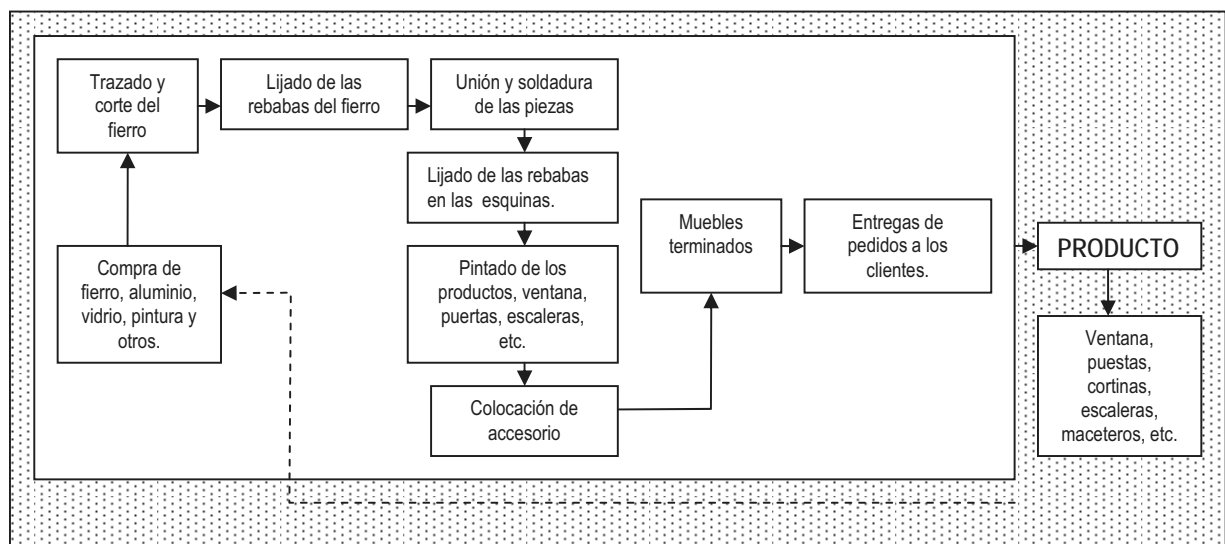 Trazado y
corte del
fierro
Lijado de las
rebabas del fierro
Unión y soldadura
de las piezas
Lijado de las rebabas
en las esquinas.
Compra de
fierro, aluminio,
vidrio, pintura y
otros.
Pintado de los
productos, ventana,
puertas, escaleras,
etc.
Colocación de
accesorio
Muebles
terminados
Entregas de
pedidos a los
clientes.
PRODUCTO
Ventana,
puestas,
cortinas,
escaleras,
maceteros, etc.